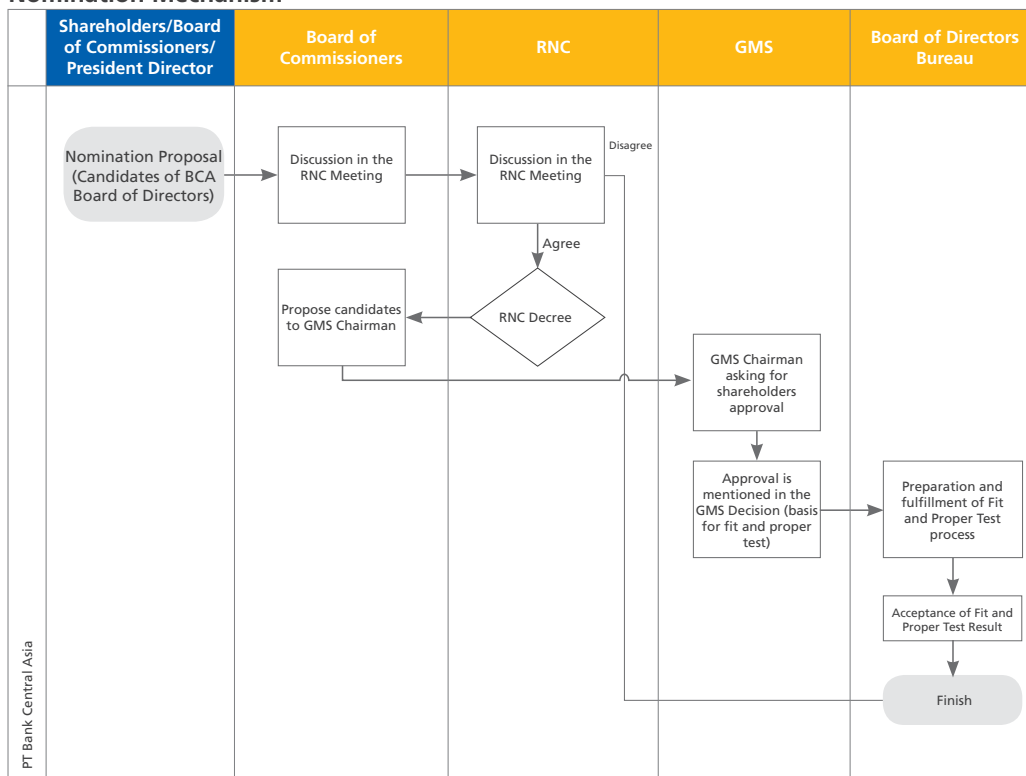 Nomination Mechanism
Shareholders/Board
of Commissioners/
President Director
Board of
Commissioners
RNC
GMS
Board of Directors
Bureau
Nomination Proposal
(Candidates of BCA
Board of Directors)
Discussion in the
RNC Meeting
Discussion in the
RNC Meeting
Disagree
Agree
Propose candidates
to GMS Chairman
RNC Decree
GMS Chairman
asking for
shareholders
approval
Approval is
mentioned in the
GMS Decision (basis
for fit and proper
test)
Preparation and
fulfillment of Fit
and Proper Test
process
Acceptance of Fit and
Proper Test Result
Finish
PT Bank Central Asia